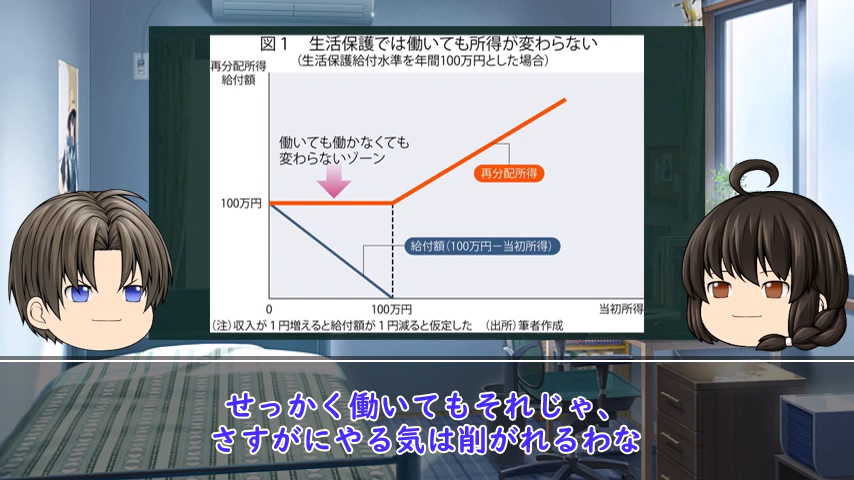 図1 生活保護では働いても所得が変わらない
(生活保護給付水準を年間100万円とした場合)
再分配所得
給付額
働いても働かなくても
変わらないゾーン
再分配所得
100万円
給付額(100万円−当初所得)
0
100万円
当初所得
(注)収入が1円増えると給付額が1円減ると仮定した (出所)筆者作成
せっかく働いてもそれじゃ、
さすがにやる気は削がれるわな